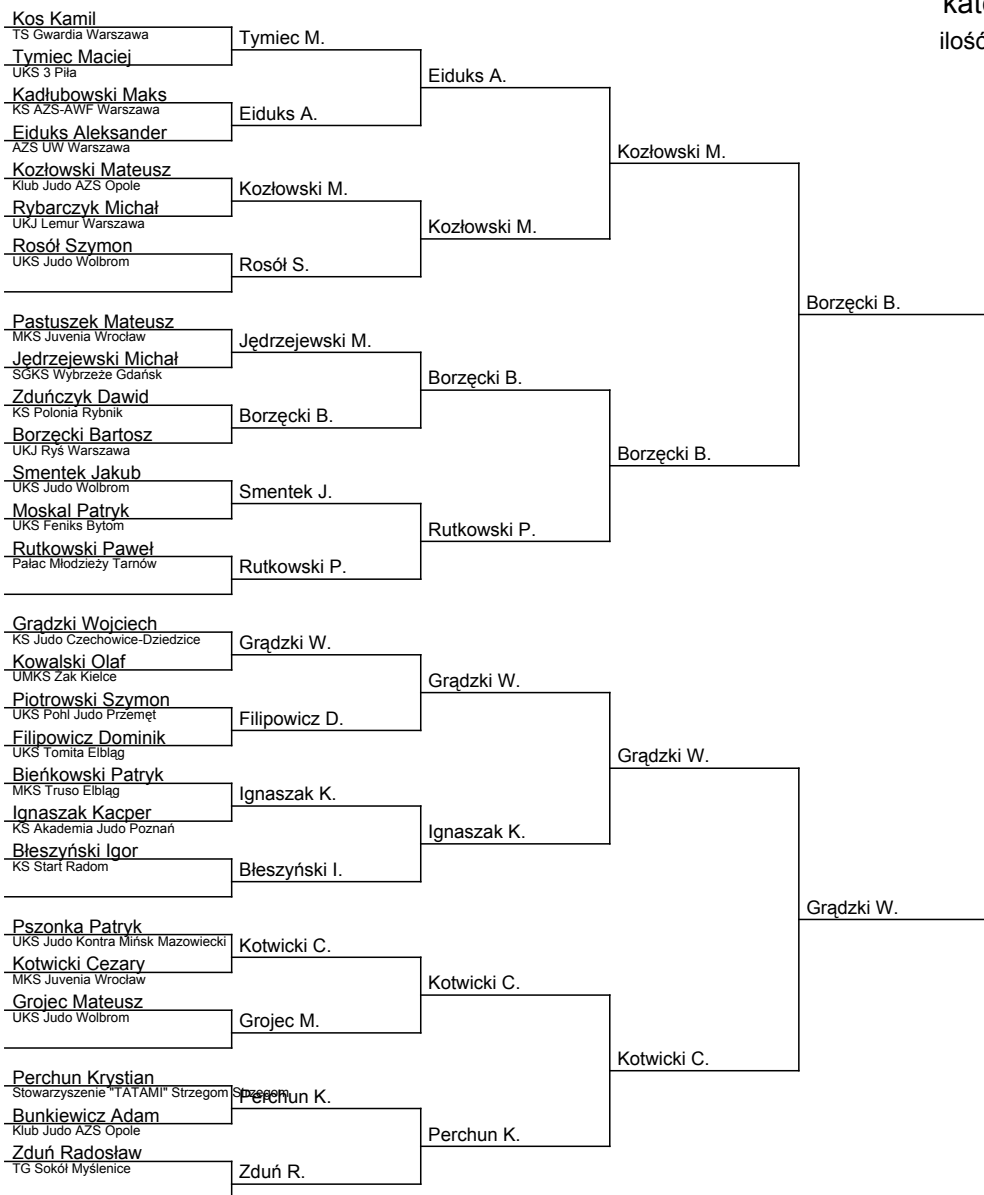 kate
ilość
Kos Kamil
TS Gwardia Warszawa
Tymiec Maciej
UKS 3 Piła
Kadłubowski Maks
KS AZS-AWF Warszawa
Eiduks Aleksander
AZS UW Warszawa
Kozłowski Mateusz
Klub Judo AZS Opole
Rybarczyk Michał
UKJ Lemur Warszawa
Rosół Szymon
UKS Judo Wolbrom
Pastuszek Mateusz
MKS Juvenia Wrocław
Jędrzejewski Michał
SGKS Wybrzeże Gdańsk
Zduńczyk Dawid
KS Polonia Rybnik
Borzęcki Bartosz
UKJ Ryś Warszawa
Smentek Jakub
UKS Judo Wolbrom
Moskal Patryk
UKS Feniks Bytom
Rutkowski Paweł
Pałac Młodzieży Tarnów
Grądzki Wojciech
KS Judo Czechowice-Dziedzice
Kowalski Olaf
UMKS Żak Kielce
Piotrowski Szymon
UKS Pohl Judo Przemęt
Filipowicz Dominik
UKS Tomita Elbląg
Bieńkowski Patryk
MKS Truso Elbląg
Ignaszak Kacper
KS Akademia Judo Poznań
Błeszyński Igor
KS Start Radom
Pszonka Patryk
UKS Judo Kontra Mińsk Mazowiecki
Kotwicki Cezary
MKS Juvenia Wrocław
Grojec Mateusz
UKS Judo Wolbrom
Perchun Krystian
Stowarzyszenie "TATAMI" Strzegom Strzegom
Bunkiewicz Adam
Klub Judo AZS Opole
Zduń Radosław
TG Sokół Myślenice
Tymiec M.
Eiduks A.
Kozłowski M.
Rosół S.
Jędrzejewski M.
Borzęcki B.
Smentek J.
Rutkowski P.
Grądzki W.
Filipowicz D.
Ignaszak K.
Błeszyński I.
Kotwicki C.
Grojec M.
Perchun K.
Zduń R.
Eiduks A.
Kozłowski M.
Borzęcki B.
Rutkowski P.
Grądzki W.
Ignaszak K.
Kotwicki C.
Perchun K.
Kozłowski M.
Borzęcki B.
Grądzki W.
Kotwicki C.
Borzęcki B.
Grądzki W.